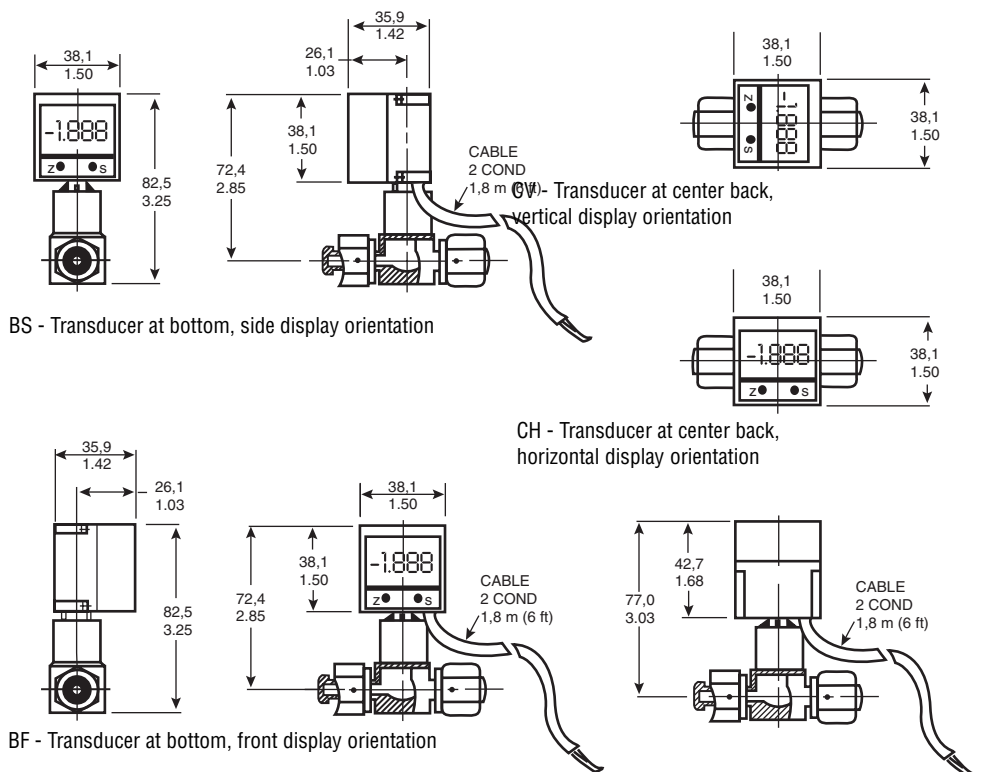 38,1
1.50
-1.888
Z S
82,5
3.25
BS - Transducer at bottom, side display orientation
35,9
1.42
26,1
1.03
38,1
1.50
72,4
2.85
CABLE
2 COND
1,8 m (6 ft)
38,1
1.50
Z
S
-1.888
38,1
1.50
CV - Transducer at center back,
vertical display orientation
38,1
1.50
-1.888
Z S
38,1
1.50
CH - Transducer at center back,
horizontal display orientation
35,9
1.42
26,1
1.03
82,5
3.25
BF - Transducer at bottom, front display orientation
38,1
1.50
-1.888
Z S
38,1
1.50
72,4
2.85
CABLE
2 COND
1,8 m (6 ft)
42,7
1.68
77,0
3.03
CABLE
2 COND
1,8 m (6 ft)